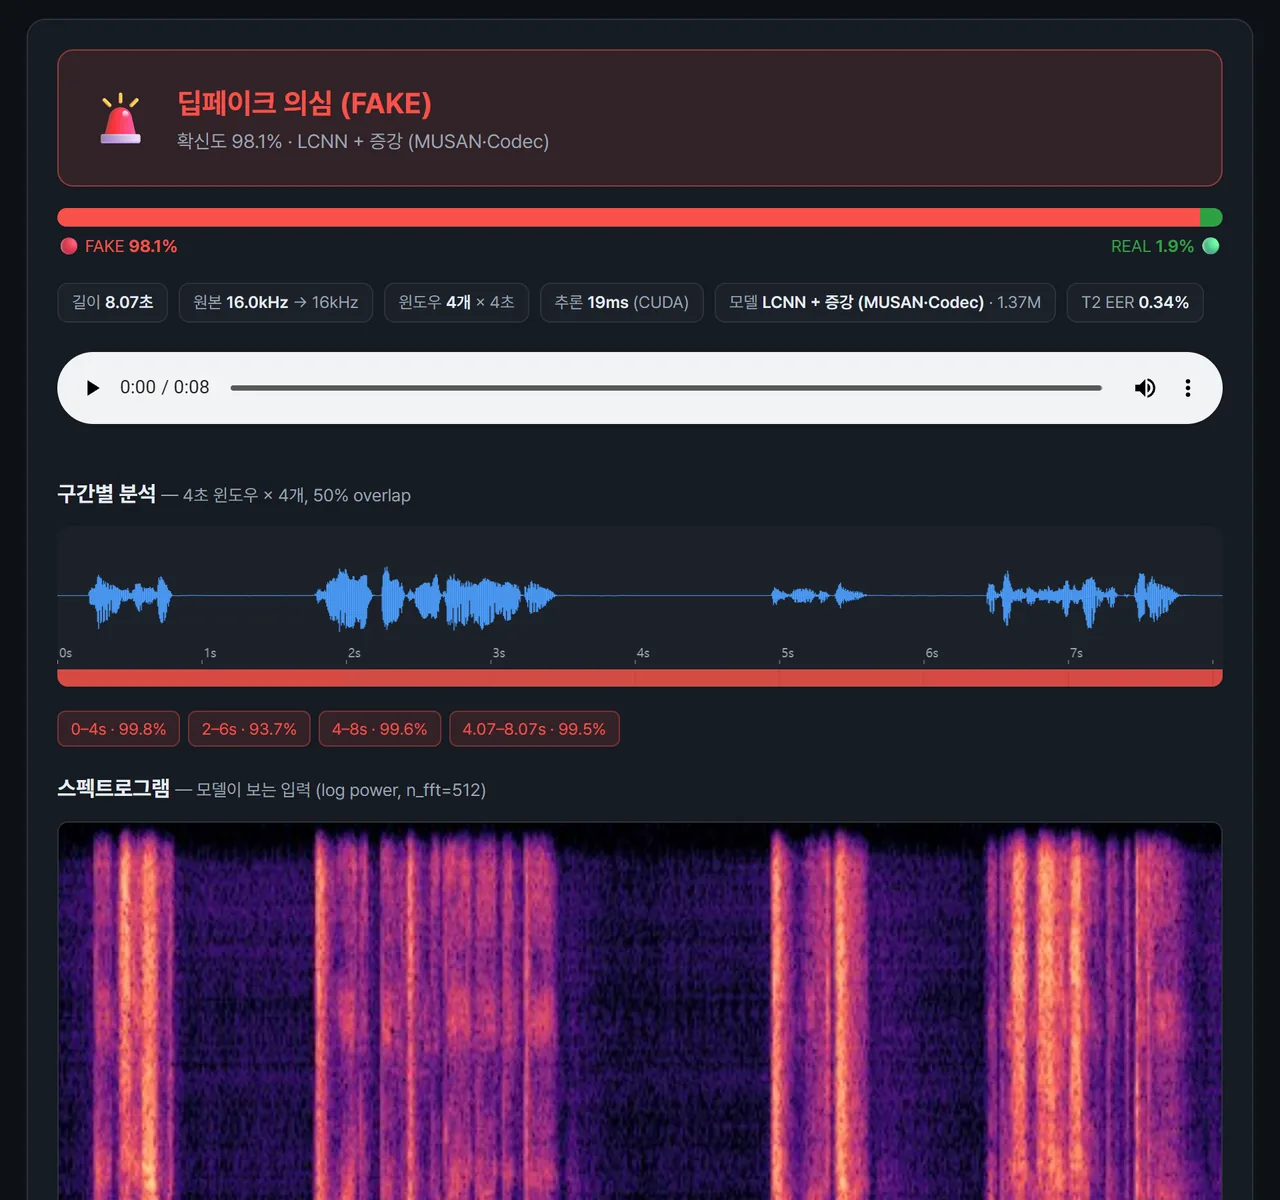 딥페이크 의심 (FAKE)
확신도 98.1% · LCNN + 증강 (MUSAN·Codec)
FAKE 98.1%
REAL 1.9%
길이 8.07초
원본 16.0kHz → 16kHz
윈도우 4개 × 4초
추론 19ms (CUDA)
모델 LCNN + 증강 (MUSAN·Codec) · 1.37M
T2 EER 0.34%
0:00 / 0:08
구간별 분석 — 4초 윈도우 × 4개, 50% overlap
0s 1s 2s 3s 4s 5s 6s 7s
0–4s · 99.8%
2–6s · 93.7%
4–8s · 99.6%
4.07–8.07s · 99.5%
스펙트로그램 — 모델이 보는 입력 (log power, n_fft=512)